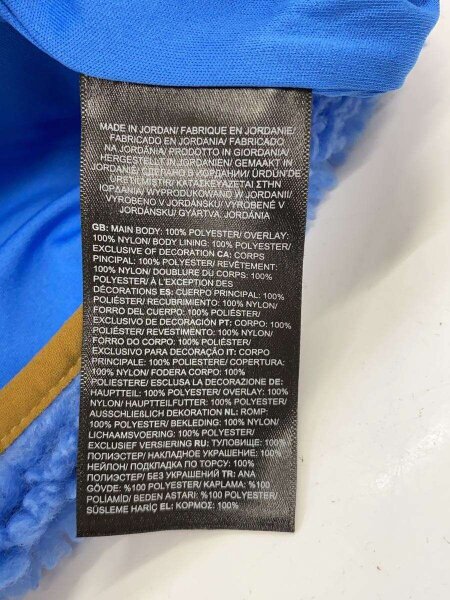 MADE IN JORDAN/ FABRIQUE EN JORDANIE/
FABRICADO EN JORDANIA/ FABRICADO
NA JORDÂNIA/ PRODOTTO IN GIORDANIA/
HERGESTELLT IN JORDANIEN/ GEMAAKT IN
JORDANIË/ СДЕЛАНО В ИОРДАНИИ/ ÜRDÜN'DE
ÜRETİLMİŞTİR/ ΚΑΤΑΣΚΕΥΑΖΕΤΑΙ ΣΤΗΝ
ΙΟΡΔΑΝΙΑ/ WYPRODUKOWANO W JORDANII/
VYROBENO V JORDÁNSKU/ VYROBENÉ V
JORDÁNSKU/ GYÁRTVA, JORDÁNIA
GB: MAIN BODY: 100% POLYESTER/ OVERLAY:
100% NYLON/ BODY LINING: 100% POLYESTER/
EXCLUSIVE OF DECORATION CA: CORPS
PINCIPAL: 100% POLYESTER/ REVÊTEMENT:
100% NYLON/ DOUBLURE DU CORPS: 100%
POLYESTER/ À L'EXCEPTION DES
DÉCORATIONS ES: CUERPO PRINCIPAL: 100%
POLIÉSTER/ RECUBRIMIENTO: 100% NYLON/
FORRO DEL CUERPO: 100% POLIÉSTER/
EXCLUSIVO DE DECORACIÓN PT: CORPO
PRINCIPAL: 100% POLIÉSTER/ REVESTIMENTO:
100% NYLON/
FORRO DO CORPO: 100% POLIÉSTER/
EXCLUSIVO PARA DECORAÇÃO IT: CORPO
PRINCIPALE: 100% POLIESTERE/ COPERTURA:
100% NYLON/ FODERA CORPO: 100%
POLIESTERE/ ESCLUSA LA DECORAZIONE DE:
HAUPTTEIL: 100% POLYESTER/ OVERLAY: 100%
NYLON/ HAUPTTEILFUTTER: 100% POLYESTER/
AUSSCHLIESSLICH DEKORATION NL: ROMP:
100% POLYESTER/ BEKLEDING: 100% NYLON/
LICHAAMSVOERING: 100% POLYESTER/
EXCLUSIEF VERSIERING RU: ТУЛОВИЩЕ: 100%
ПОЛИЭСТЕР/ НАКЛАДНОЕ УКРАШЕНИЕ: 100%
НЕЙЛОН/ ПОДКЛАДКА ПО ТОРСУ: 100%
ПОЛИЭСТЕР/ БЕЗ УКРАШЕНИЙ TR: ANA
GÖVDE: %100 POLYESTER/ KAPLAMA: %100
POLİAMİD/ BEDEN ASTARI: %100 POLYESTER/
SÜSLEME HARİÇ EL: ΚΟΡΜΟΣ: 100%